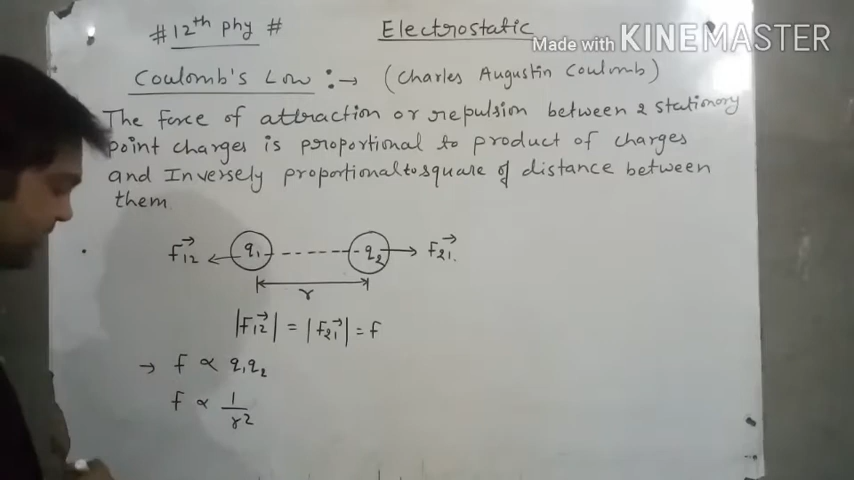 # 12th Phy #
Electrostatic
Made with KINEMASTER
Coulomb's Low :→ (Charles Augustin Coulomb)
The Force of attraction or repulsion between 2 stationary
point charges is proportional to product of charges
and Inversely proportional to square of distance between
them.
F₁₂→ q₁ q₂ F₂₁→.
r
|F₁₂→| = |F₂₁→| = F
→ F ∝ q₁q₂
F ∝ 1/r²